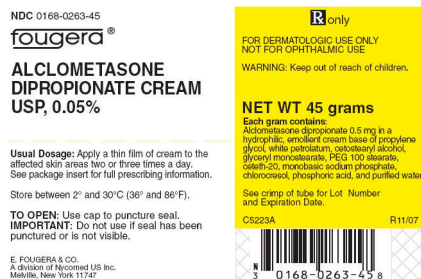 NDC 0168-0263-45
fougera®
ALCLOMETASONE
DIPROPIONATE CREAM
USP, 0.05%
Usual Dosage: Apply a thin film of cream to the
affected skin areas two or three times a day.
See package insert for full prescribing information.
Store between 2° and 30°C (36° and 86°F).
TO OPEN: Use cap to puncture seal.
IMPORTANT: Do not use if seal has been
punctured or is not visible.
E. FOUGERA & CO.
A division of Nycomed US Inc.
Melville, New York 11747
Rx only
FOR DERMATOLOGIC USE ONLY
NOT FOR OPHTHALMIC USE
WARNING: Keep out of reach of children.
NET WT 45 grams
Each gram contains:
Alclometasone dipropionate 0.5 mg in a
hydrophilic, emollient cream base of propylene
glycol, white petrolatum, cetostearyl alcohol,
glyceryl monostearate, PEG 100 stearate,
ceteth-20, monobasic sodium phosphate,
chlorocresol, phosphoric acid, and purified water
See crimp of tube for Lot Number
and Expiration Date.
C5223A R11/07
N 3 0168-0263-45 8